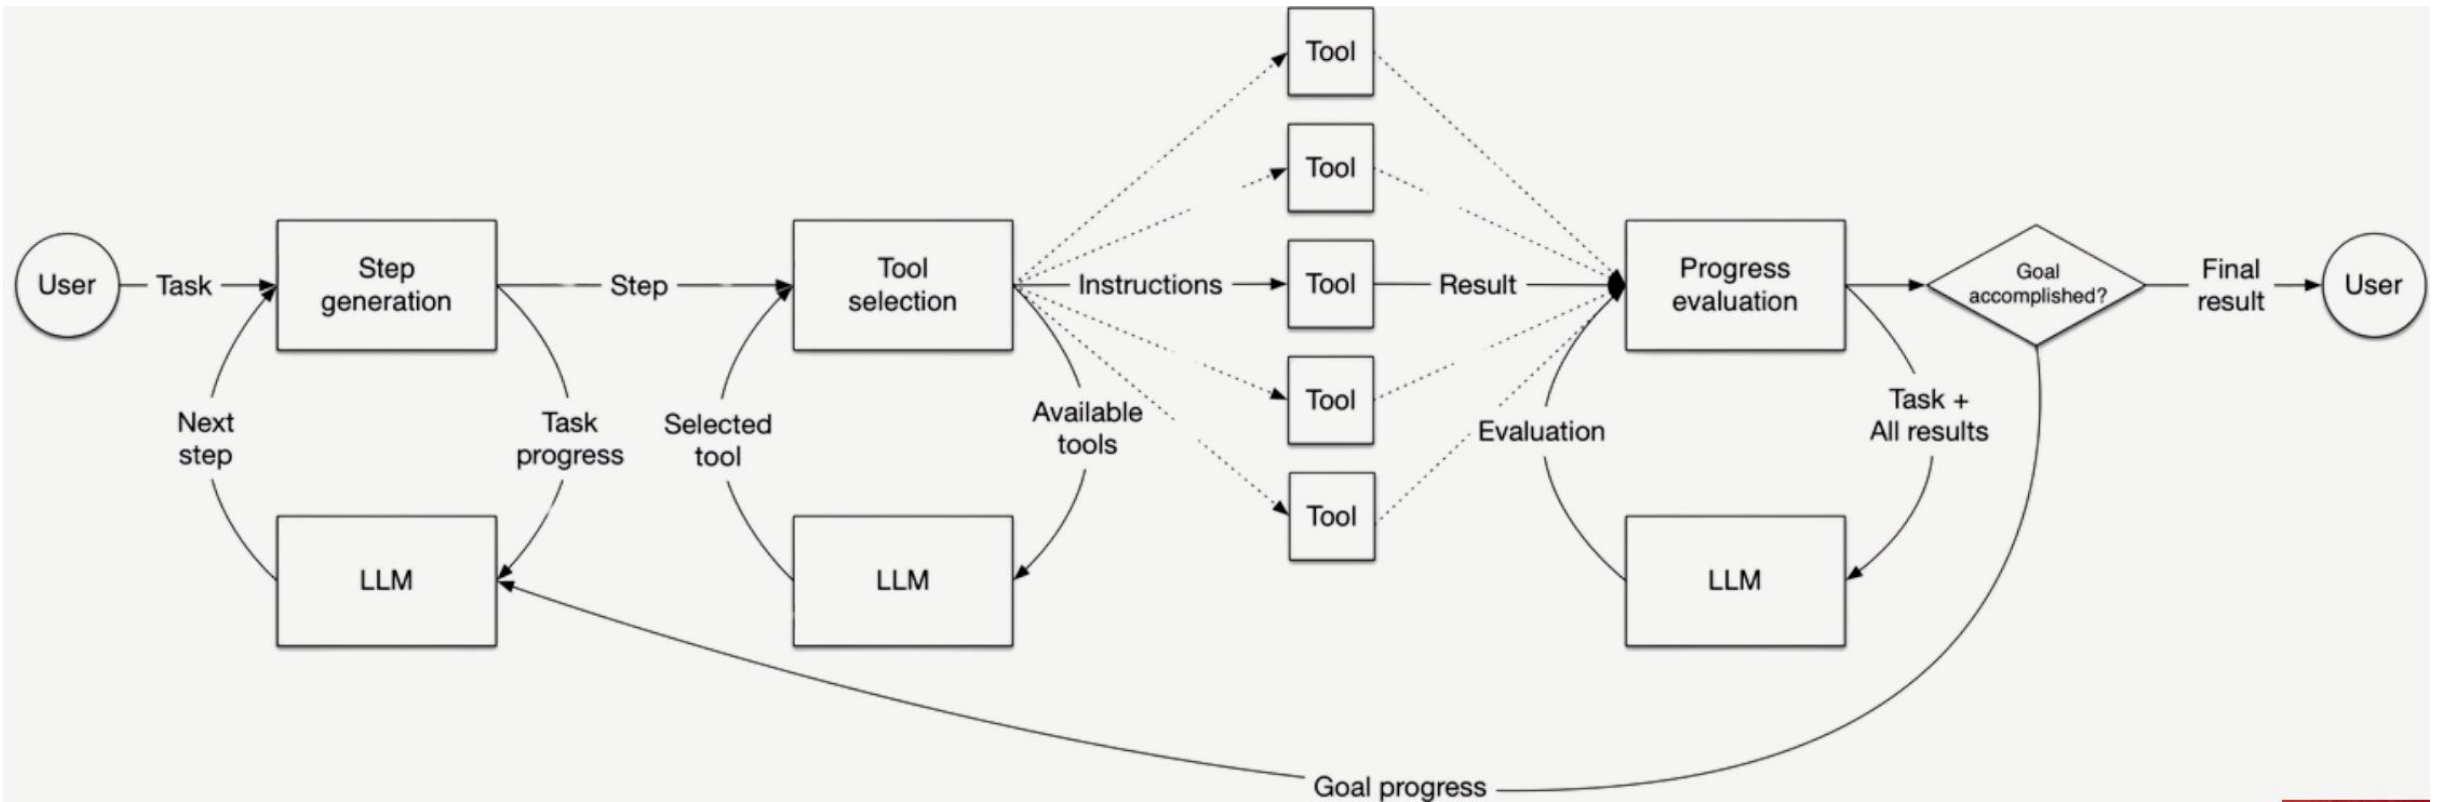 Tool
Tool
User
Task
Step
generation
Step
Tool
selection
Instructions
Tool
Result
Progress
evaluation
Goal
accomplished?
Final
result
User
Next
step
Task
progress
Selected
tool
Available
tools
Tool
Evaluation
Task +
All results
Tool
LLM
LLM
LLM
Goal progress